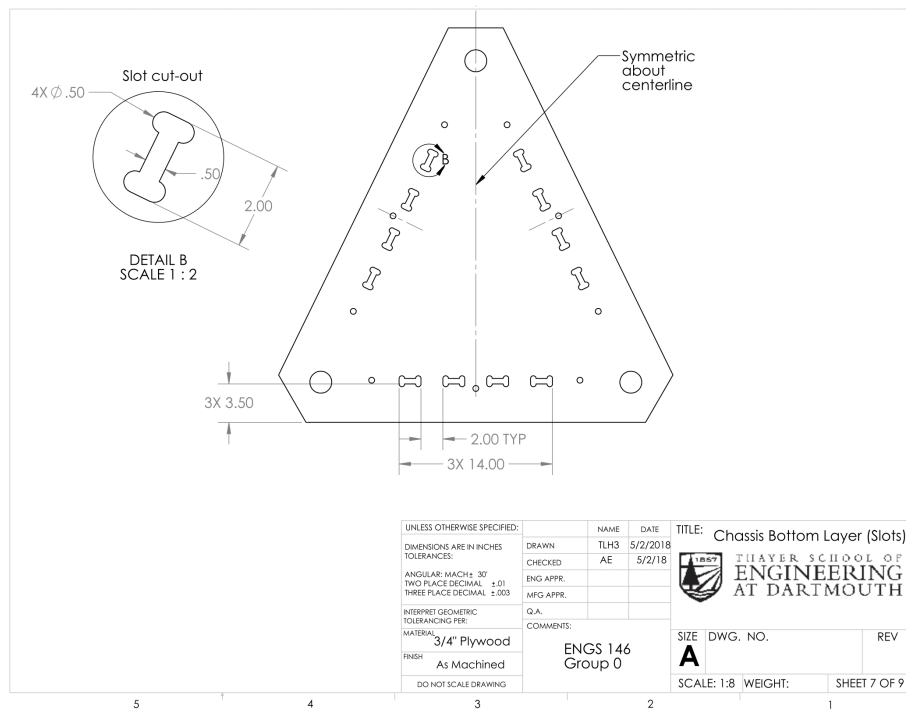 Slot cut-out
4X Ø .50
.50
2.00
DETAIL B
SCALE 1 : 2
B
Symmetric
about
centerline
3X 3.50
2.00 TYP
3X 14.00
UNLESS OTHERWISE SPECIFIED:
DIMENSIONS ARE IN INCHES
TOLERANCES:
ANGULAR: MACH± 30'
TWO PLACE DECIMAL ±.01
THREE PLACE DECIMAL ±.003
INTERPRET GEOMETRIC
TOLERANCING PER:
MATERIAL
3/4" Plywood
FINISH
As Machined
DO NOT SCALE DRAWING
NAME DATE
DRAWN TLH3 5/2/2018
CHECKED AE 5/2/18
ENG APPR.
MFG APPR.
Q.A.
COMMENTS:
ENGS 146
Group 0
TITLE: Chassis Bottom Layer (Slots)
1867
THAYER SCHOOL OF
ENGINEERING
AT DARTMOUTH
SIZE DWG. NO. REV
A
SCALE: 1:8 WEIGHT: SHEET 7 OF 9
5 4 3 2 1